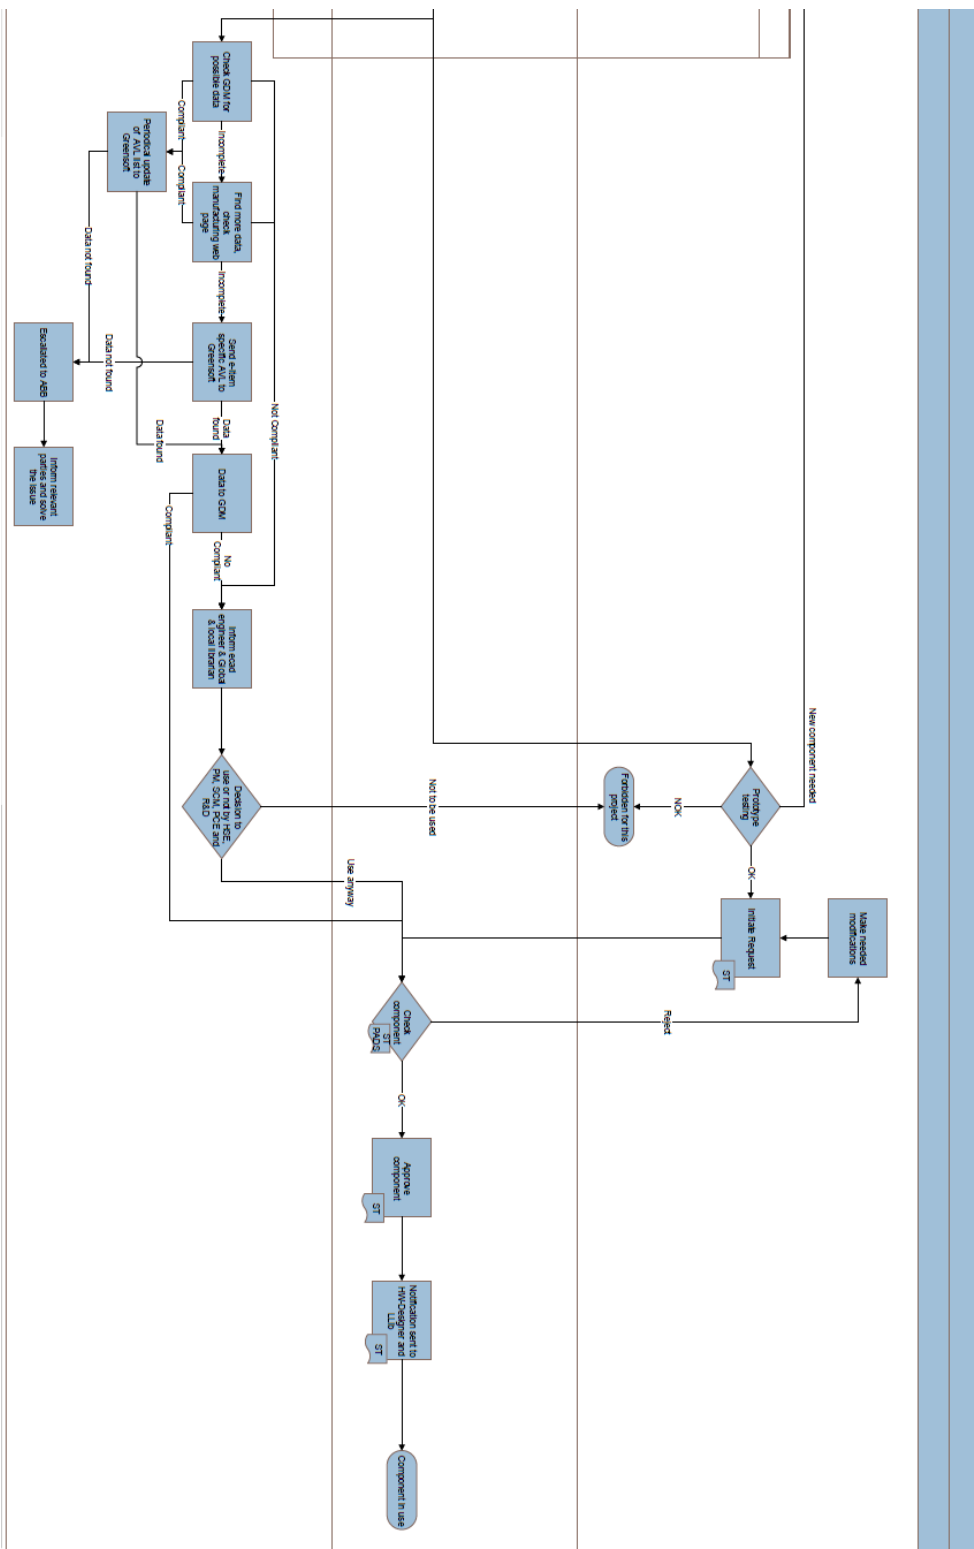 New component needed
Make needed
modifications
Prototype
testing
OK
Initiate Request
ST
NOK
Forbidden for this
project
Reject
Not to be used
Use anyway
Check
component
ST
PADS
OK
Approve
component
ST
Notification sent to
HW-Designer and
LLib
ST
Component in use
Not Compliant
Check GDM for
possible data
Incomplete
Find more data,
check
manufacturing web
page
Incomplete
Send e-item
specific AVL to
Greensoft
Data
found
Data to GDM
No
Compliant
Inform ecad
engineer & Global
& local librarian
Decision to
use or not by HSE,
PM, SCM, PCE and
R&D
Compliant
Compliant
Compliant
Periodical update
of AVL list to
Greensoft
Data found
Data not found
Data not found
Escallated to ABB
Inform relevant
parties and solve
the issue